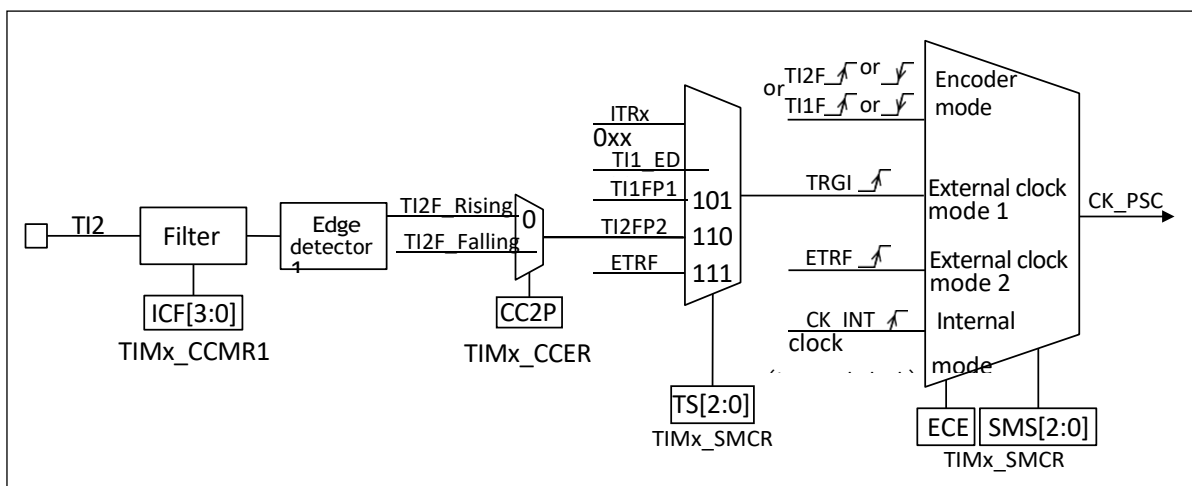 TI2
Filter
ICF[3:0]
TIMx_CCMR1
Edge
detector
TI2F_Rising
TI2F_Falling
0
CC2P
TIMx_CCER
ITRx
0xx
TI1_ED
TI1FP1
101
TI2FP2
110
ETRF
111
TS[2:0]
TIMx_SMCR
TI2F or
or
TI1F or
Encoder
mode
TRGI
External clock
mode 1
ETRF
External clock
mode 2
CK_INT
clock
Internal
mode
CK_PSC
ECE
SMS[2:0]
TIMx_SMCR